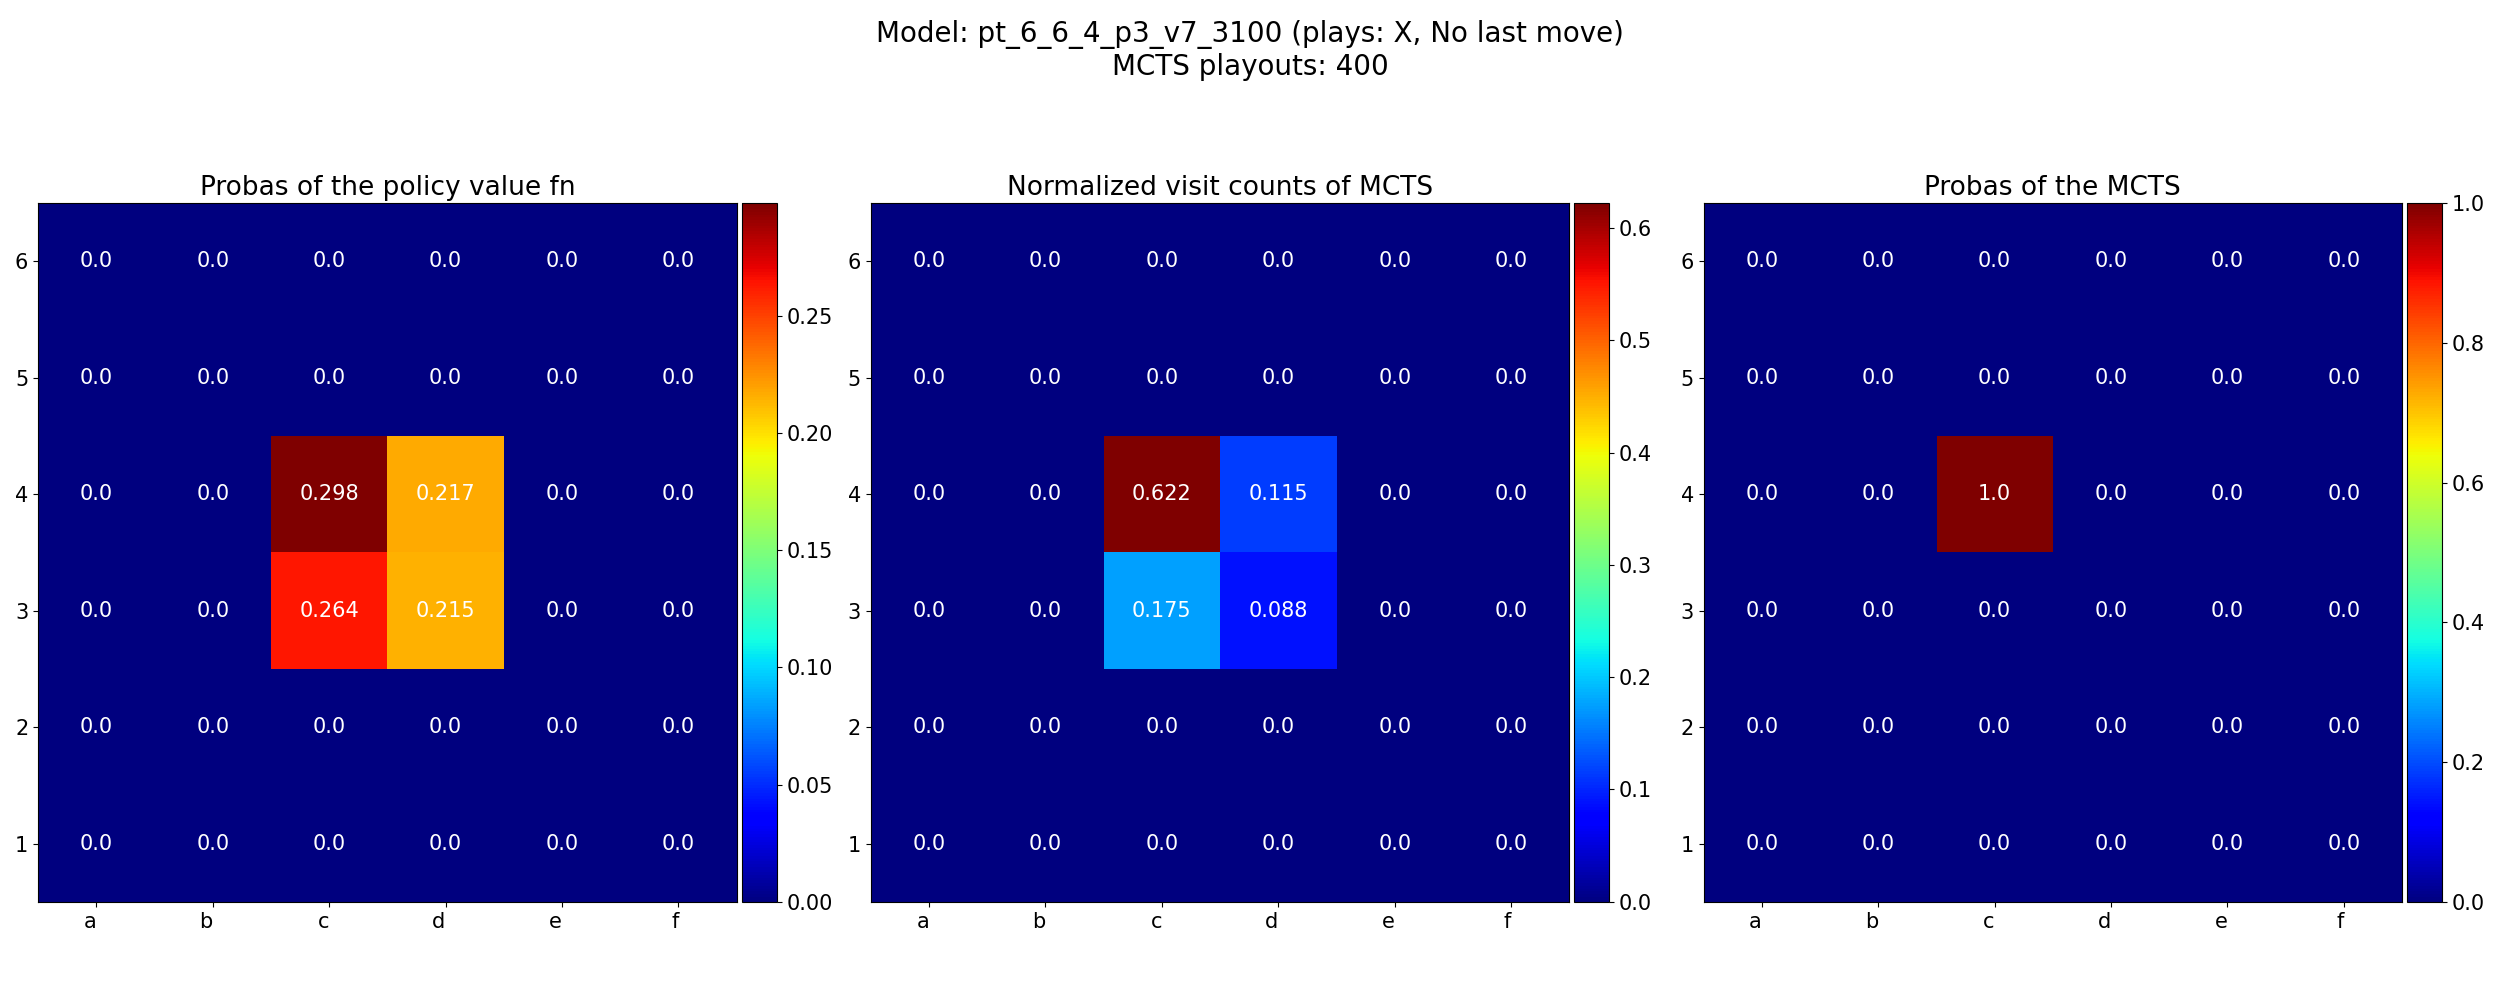 Model: pt_6_6_4_p3_v7_3100 (plays: X, No last move)
MCTS playouts: 400
Probas of the policy value fn
6 0.0 0.0 0.0 0.0 0.0 0.0
5 0.0 0.0 0.0 0.0 0.0 0.0
4 0.0 0.0 0.298 0.217 0.0 0.0
3 0.0 0.0 0.264 0.215 0.0 0.0
2 0.0 0.0 0.0 0.0 0.0 0.0
1 0.0 0.0 0.0 0.0 0.0 0.0
a b c d e f
0.25
0.20
0.15
0.10
0.05
0.00
Normalized visit counts of MCTS
6 0.0 0.0 0.0 0.0 0.0 0.0
5 0.0 0.0 0.0 0.0 0.0 0.0
4 0.0 0.0 0.622 0.115 0.0 0.0
3 0.0 0.0 0.175 0.088 0.0 0.0
2 0.0 0.0 0.0 0.0 0.0 0.0
1 0.0 0.0 0.0 0.0 0.0 0.0
a b c d e f
0.6
0.5
0.4
0.3
0.2
0.1
0.0
Probas of the MCTS
6 0.0 0.0 0.0 0.0 0.0 0.0
5 0.0 0.0 0.0 0.0 0.0 0.0
4 0.0 0.0 1.0 0.0 0.0 0.0
3 0.0 0.0 0.0 0.0 0.0 0.0
2 0.0 0.0 0.0 0.0 0.0 0.0
1 0.0 0.0 0.0 0.0 0.0 0.0
a b c d e f
1.0
0.8
0.6
0.4
0.2
0.0